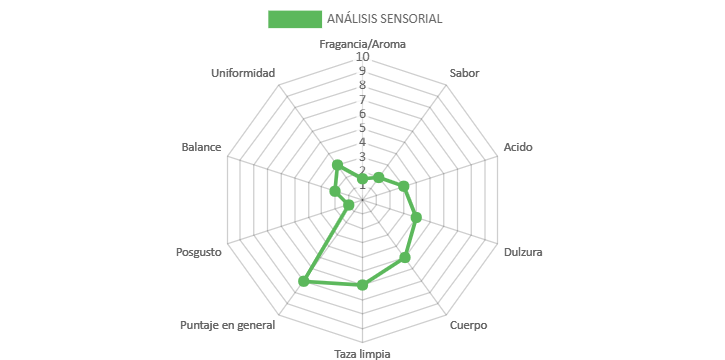 ANÁLISIS SENSORIAL
Fragancia/Aroma
10
Uniformidad
9
Sabor
8
7
6
5
Balance
Acido
4
3
2
1
Posgusto
Dulzura
Puntaje en general
Cuerpo
Taza limpia